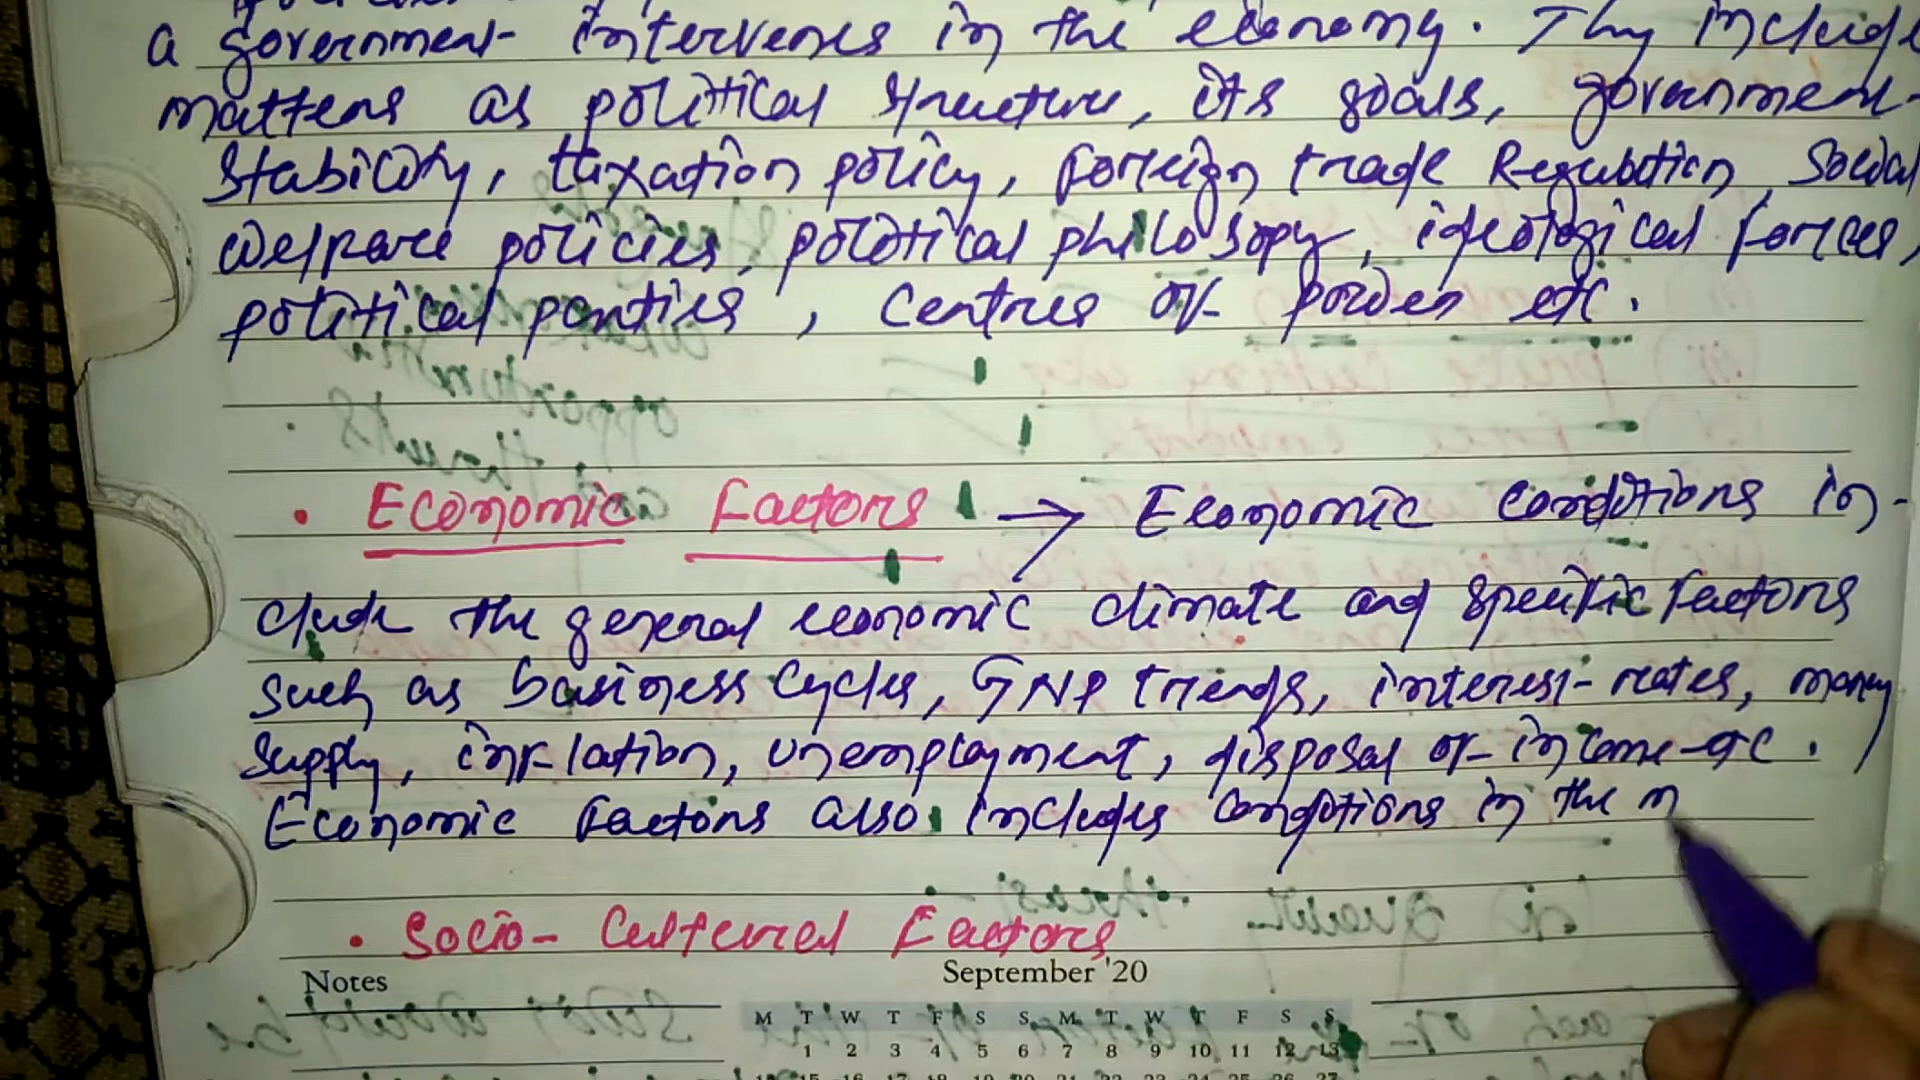 a government intervenes in the economy. They include
matters as political structure, its goals, government
stability, taxation policy, foreign trade Regulation, Social
welfare policies, political philosopy, ideological forces,
political parties, Centres of power etc.
• Economic Factors → Economic conditions in-
clude the general economic climate and specific factors
such as business cycles, GNP trends, interest-rates, money
supply, inflation, unemployment, disposal of income etc.
Economic factors also includes conditions in the m
• Socio-Cultural Factors
Notes
September '20
M T W T F S S M T W T F S S
1 2 3 4 5 6 7 8 9 10 11 12 13